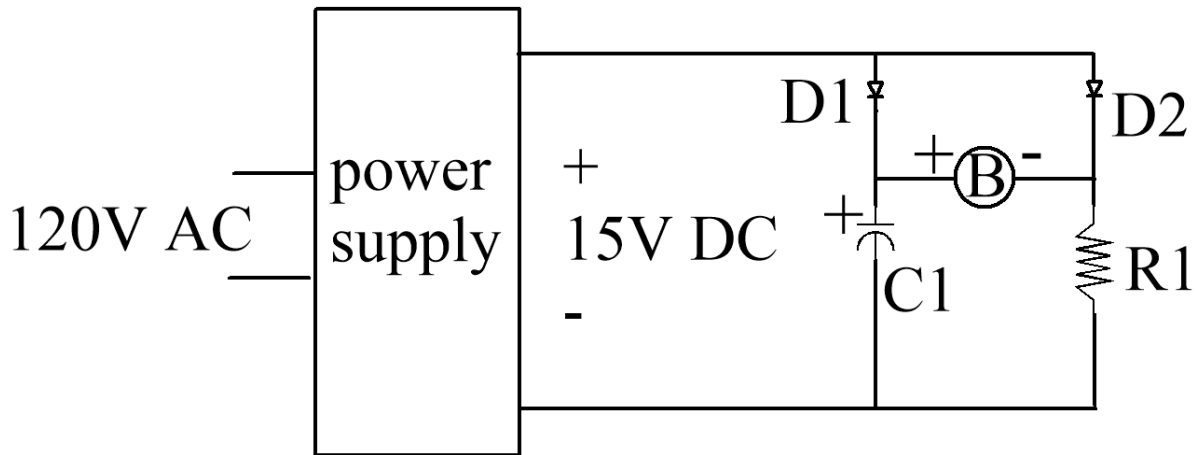 120V AC
power
supply
+
15V DC
-
D1
D2
+ B -
+
C1
R1